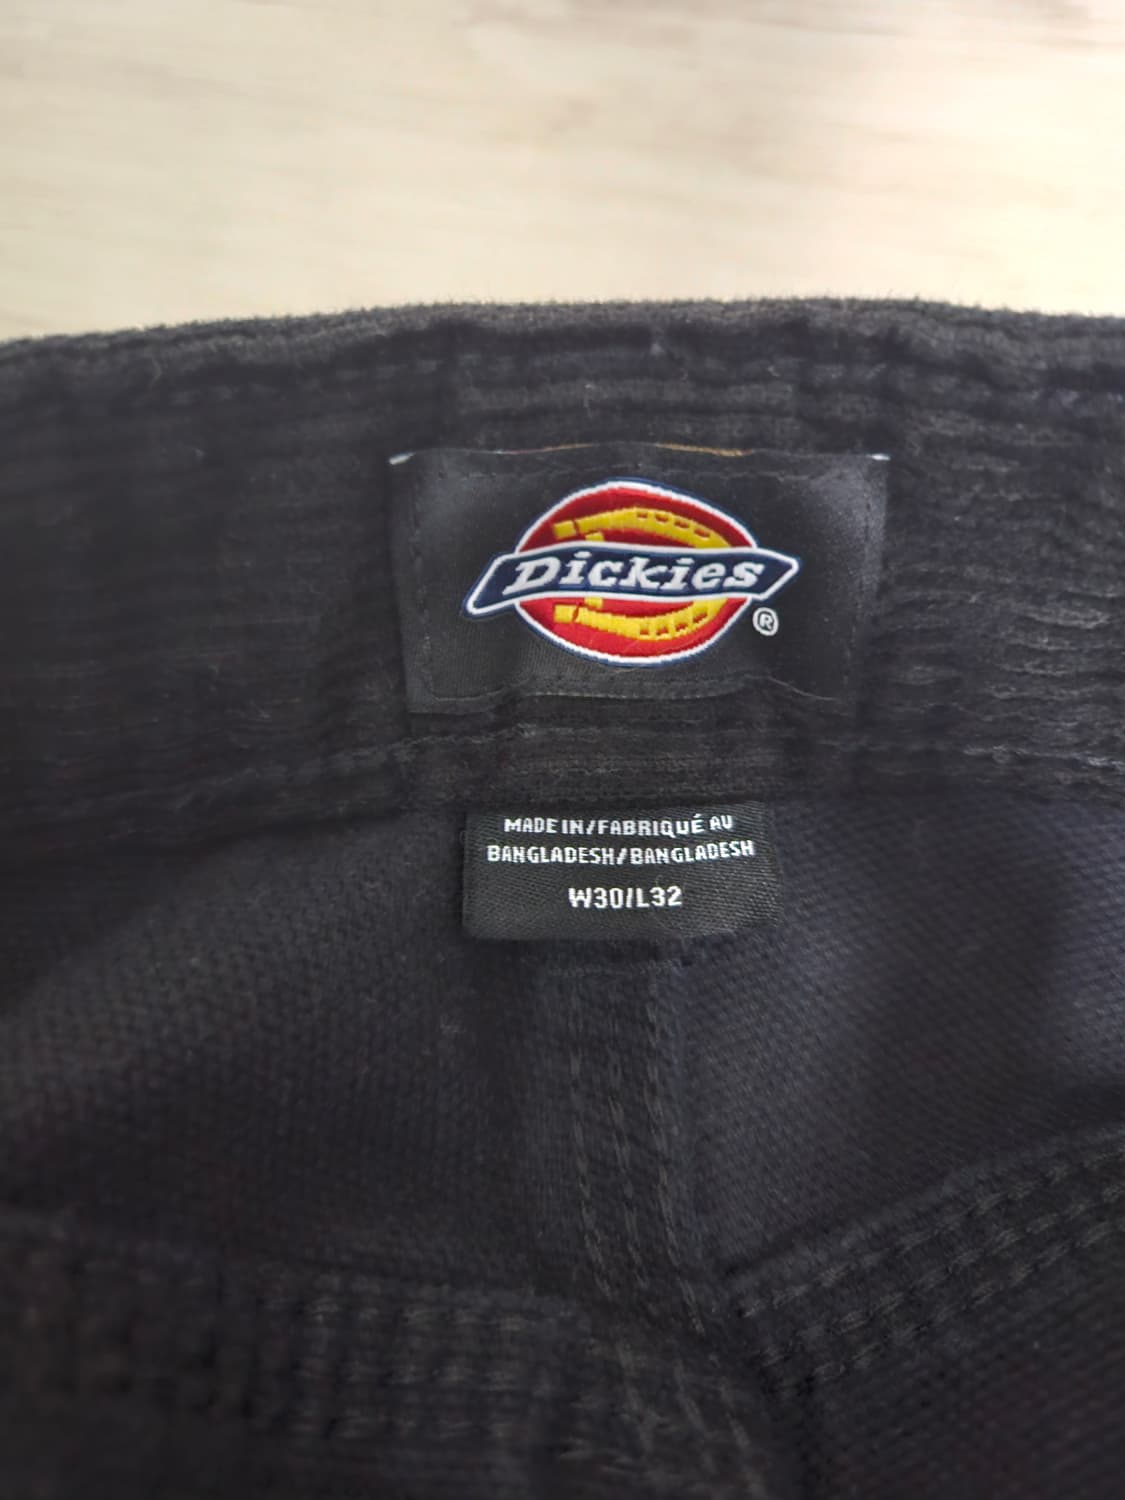 Dickies
®
MADE IN/FABRIQUÉ AU
BANGLADESH/BANGLADESH
W30/L32